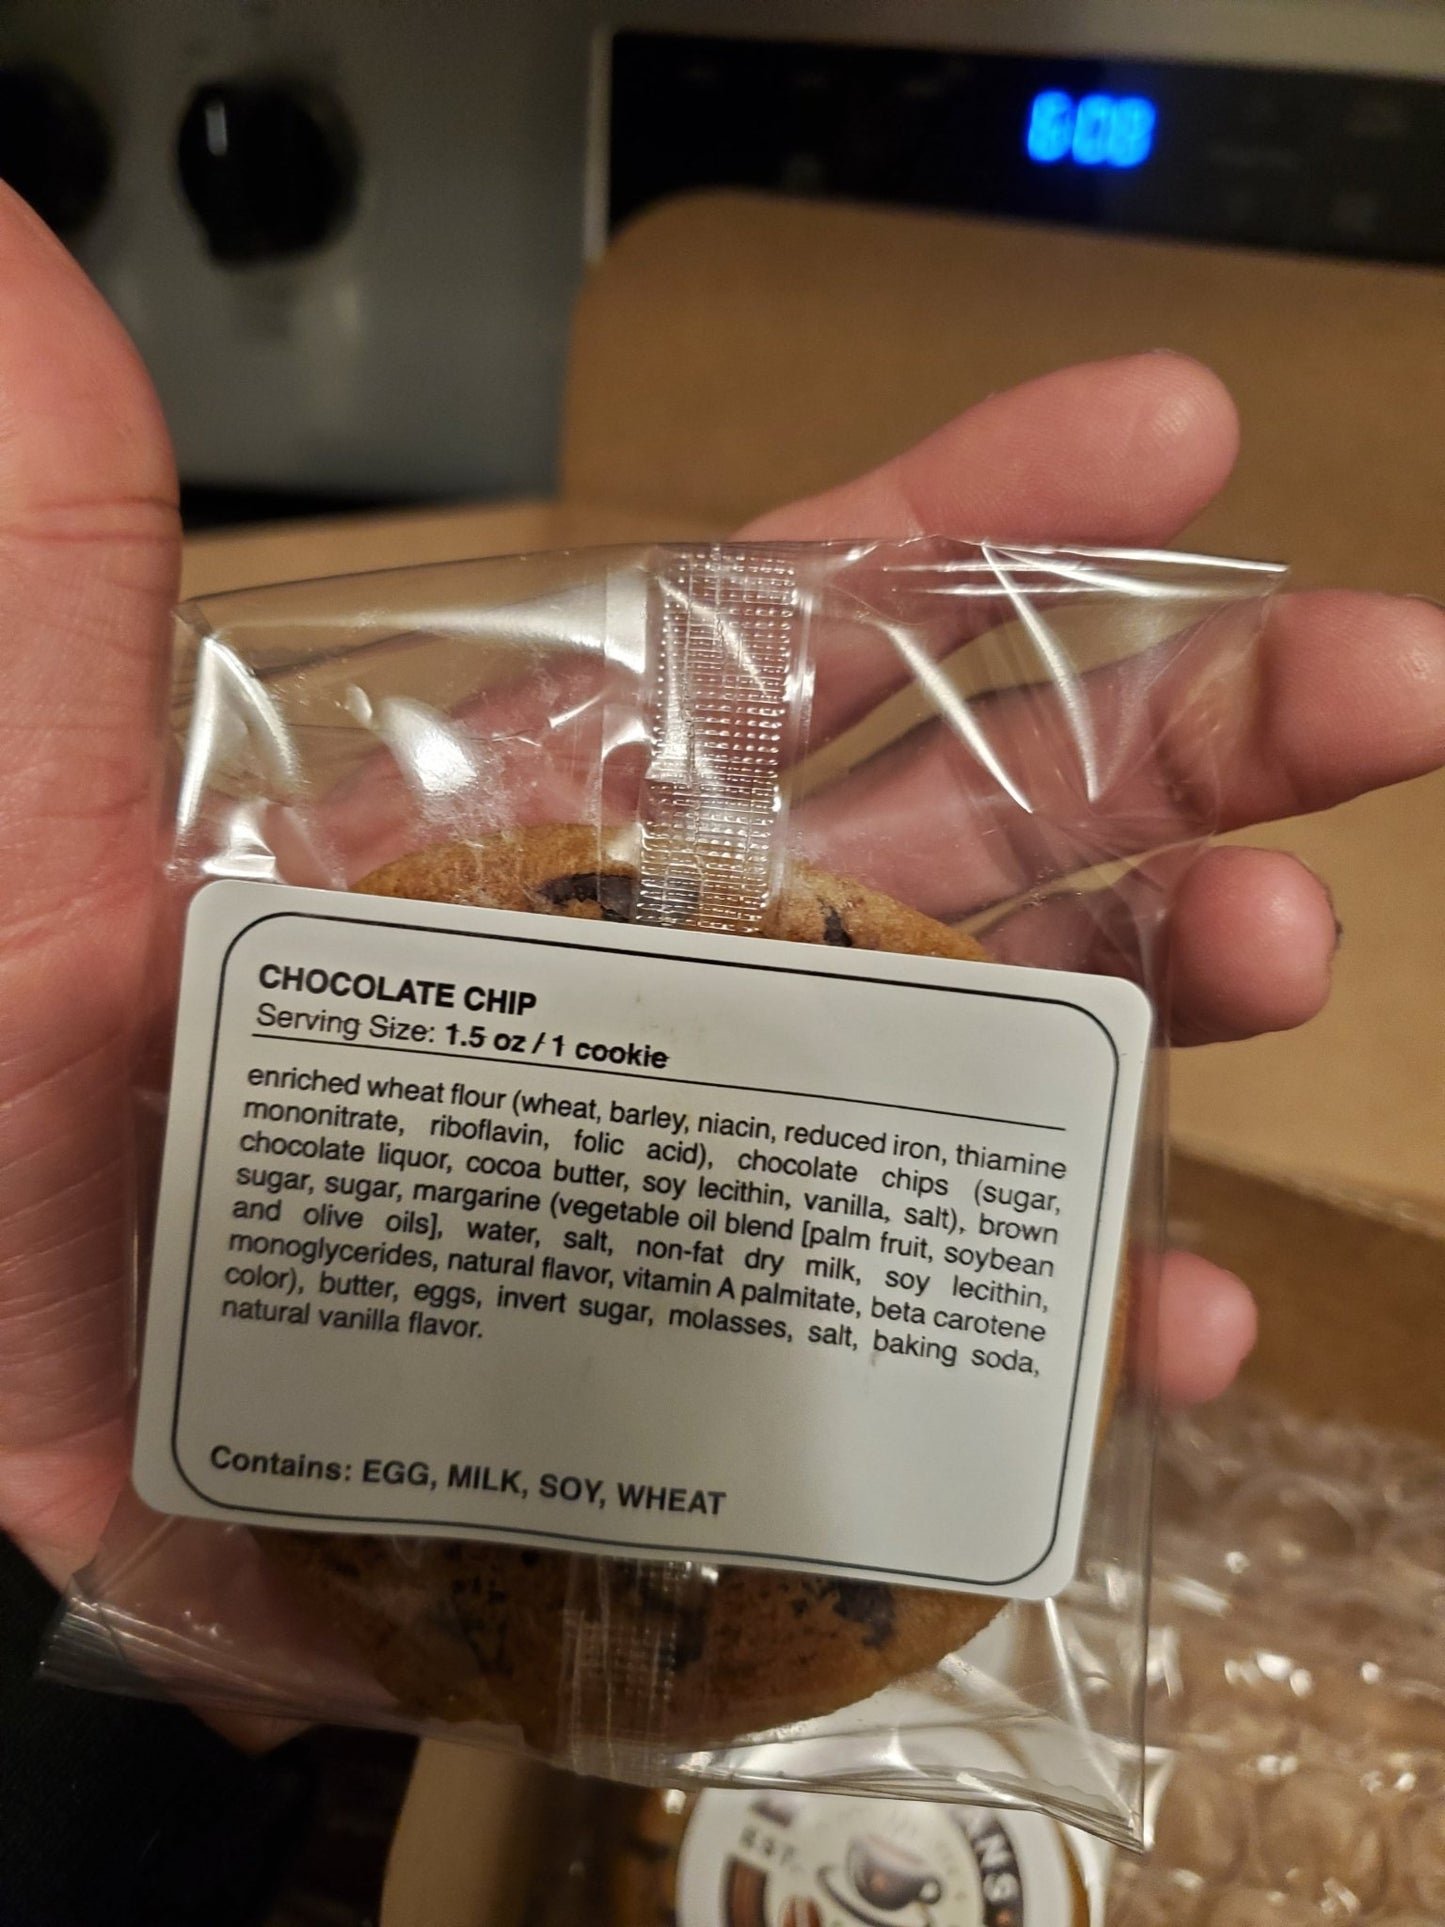 6:08
CHOCOLATE CHIP
Serving Size: 1.5 oz / 1 cookie
enriched wheat flour (wheat, barley, niacin, reduced iron, thiamine
mononitrate, riboflavin, folic acid), chocolate chips (sugar,
chocolate liquor, cocoa butter, soy lecithin, vanilla, salt), brown
sugar, sugar, margarine (vegetable oil blend [palm fruit, soybean
and olive oils], water, salt, non-fat dry milk, soy lecithin,
monoglycerides, natural flavor, vitamin A palmitate, beta carotene
color), butter, eggs, invert sugar, molasses, salt, baking soda,
natural vanilla flavor.
Contains: EGG, MILK, SOY, WHEAT
EST.